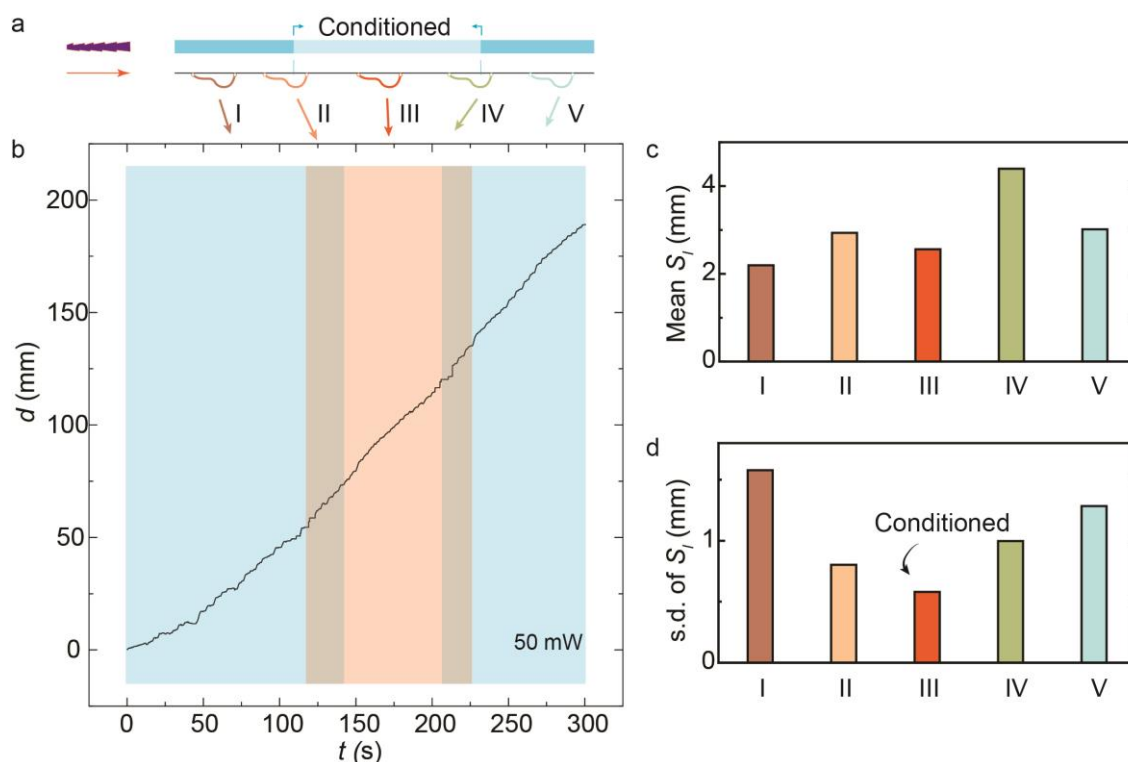 a
Conditioned
I
II
III
IV
V
b
d (mm)
200
150
100
50
0
50 mW
0
50
100
150
200
250
300
t (s)
c
Mean S_l (mm)
4
2
0
I
II
III
IV
V
d
s.d. of S_l (mm)
1
0
Conditioned
I
II
III
IV
V